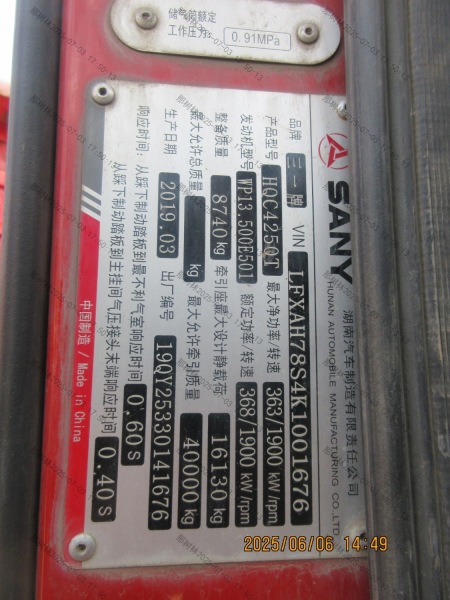 储气筒额定
工作压力 0.91MPa
SANY 湖南汽车制造有限责任公司
HUNAN AUTOMOBILE MANUFACTURING CO.,LTD.
品牌 三一牌 VIN LFXAH78S4K1001676
产品型号 HQC4250T 最大净功率/转速 363/1900 kW/rpm
发动机型号 WP13.500E501 额定功率/转速 368/1900 kW/rpm
整备质量 8740 kg 牵引座最大设计静载荷 16130 kg
最大允许总质量 kg 最大允许牵引质量 40000 kg
生产日期 2019.03 出厂编号 19QY25330141676
响应时间: 从踩下制动踏板到最不利气室响应时间 0.60 S
从踩下制动踏板到主挂间气压接头末端响应时间 0.40 S
中国制造 / Made in China
2025/06/06 14:49